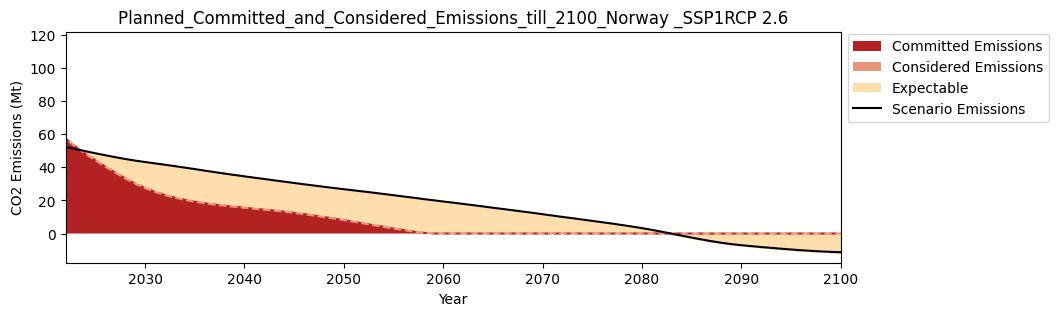 Planned_Committed_and_Considered_Emissions_till_2100_Norway _SSP1RCP 2.6
120
100
80
60
40
20
0
CO2 Emissions (Mt)
2030
2040
2050
2060
2070
2080
2090
2100
Year
Committed Emissions
Considered Emissions
Expectable
Scenario Emissions